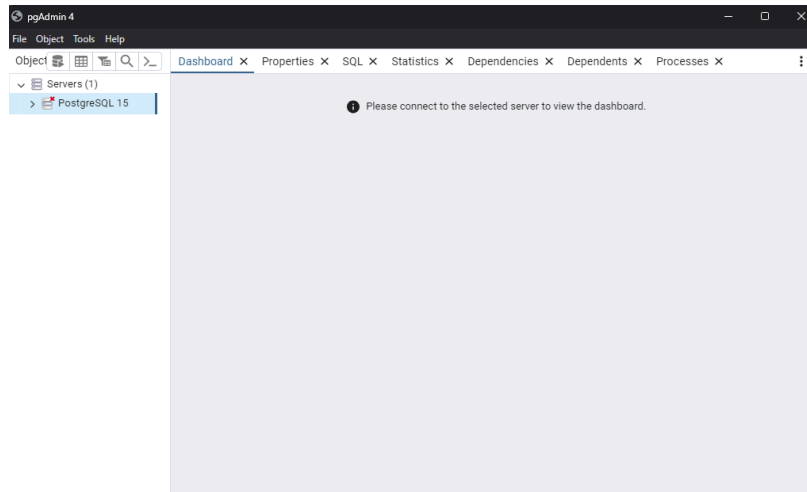 pgAdmin 4
File Object Tools Help
Object Dashboard Properties SQL Statistics Dependencies Dependents Processes
Servers (1)
PostgreSQL 15
Please connect to the selected server to view the dashboard.